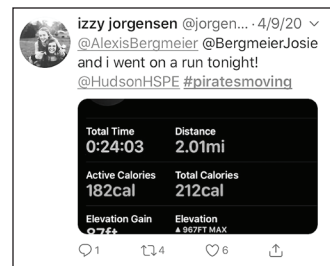 izzy jorgensen @jorgen... · 4/9/20
@AlexisBergmeier @BergmeierJosie
and i went on a run tonight!
@HudsonHSPE #piratesmoving
Total Time Distance
0:24:03 2.01mi
Active Calories Total Calories
182cal 212cal
Elevation Gain Elevation
87ft ▲ 967FT MAX
1 4 6